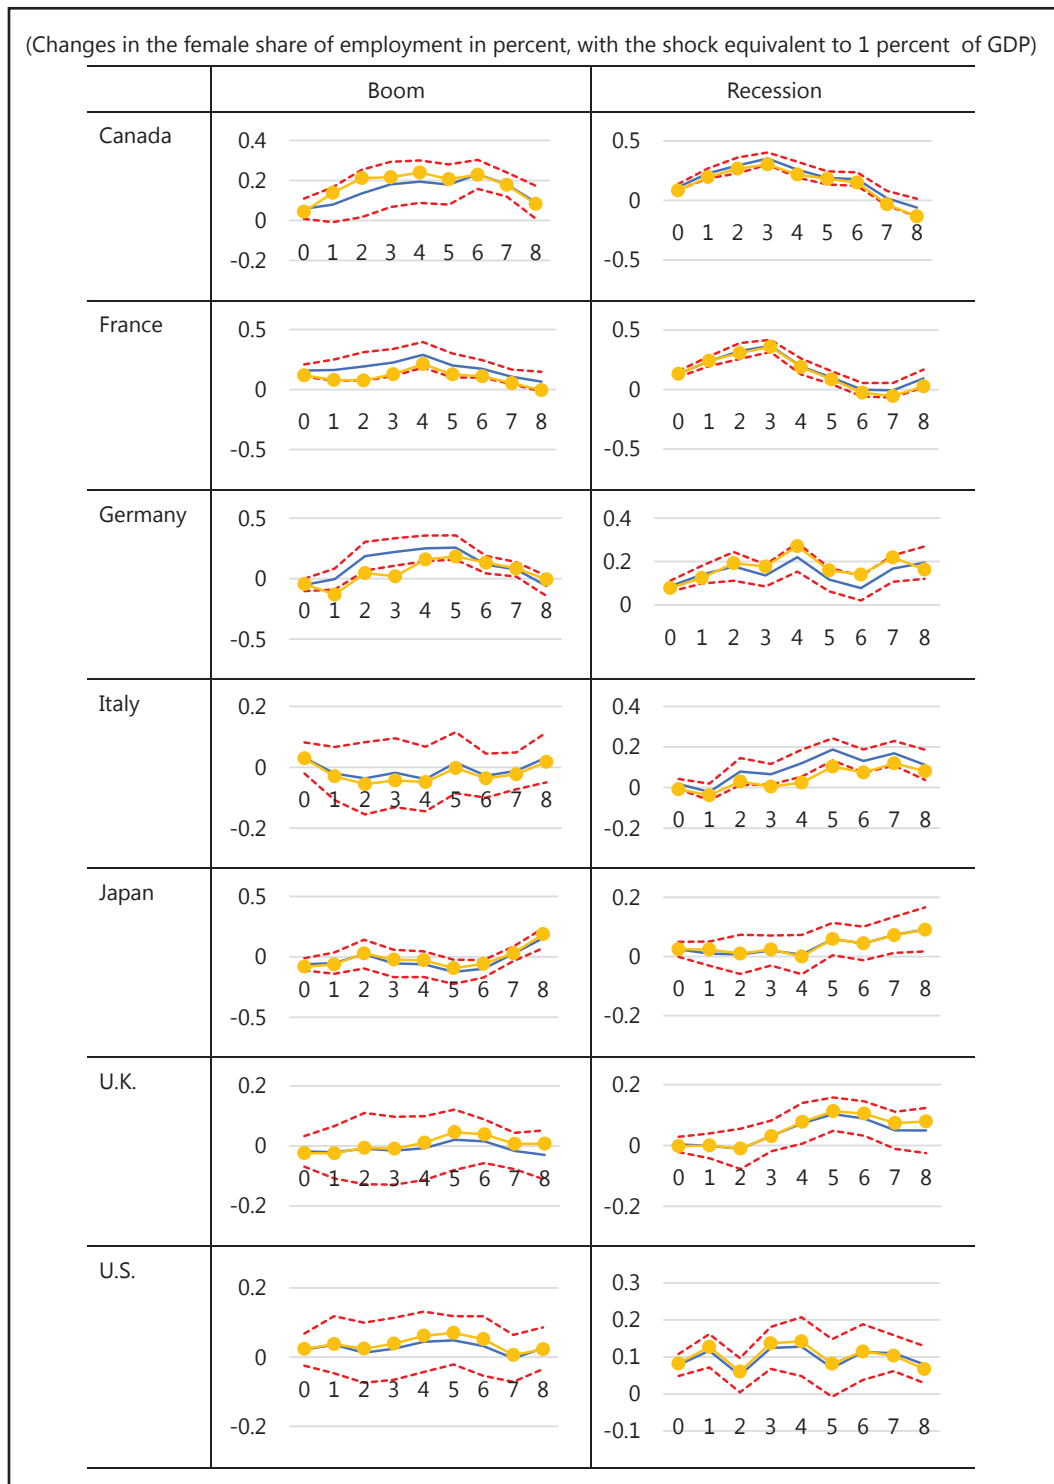 (Changes in the female share of employment in percent, with the shock equivalent to 1 percent of GDP)
Boom Recession
Canada
0.4
0.2
0
-0.2
0 1 2 3 4 5 6 7 8
0.5
0
-0.5
0 1 2 3 4 5 6 7 8
France
0.5
0
-0.5
0 1 2 3 4 5 6 7 8
0.5
0
-0.5
0 1 2 3 4 5 6 7 8
Germany
0.5
0
-0.5
0 1 2 3 4 5 6 7 8
0.4
0.2
0
0 1 2 3 4 5 6 7 8
Italy
0.2
0
-0.2
0 1 2 3 4 5 6 7 8
0.4
0.2
0
-0.2
0 1 2 3 4 5 6 7 8
Japan
0.5
0
-0.5
0 1 2 3 4 5 6 7 8
0.2
0
-0.2
0 1 2 3 4 5 6 7 8
U.K.
0.2
0
-0.2
0 1 2 3 4 5 6 7 8
0.2
0
-0.2
0 1 2 3 4 5 6 7 8
U.S.
0.2
0
-0.2
0 1 2 3 4 5 6 7 8
0.3
0.2
0.1
0
-0.1
0 1 2 3 4 5 6 7 8